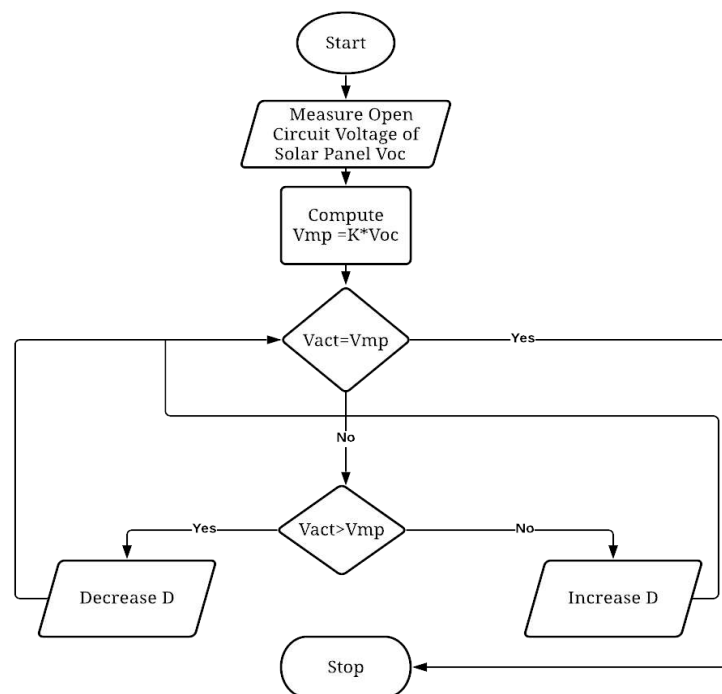 Start
Measure Open
Circuit Voltage of
Solar Panel Voc
Compute
Vmp =K*Voc
Vact=Vmp
Yes
No
Vact>Vmp
Yes
No
Decrease D
Increase D
Stop